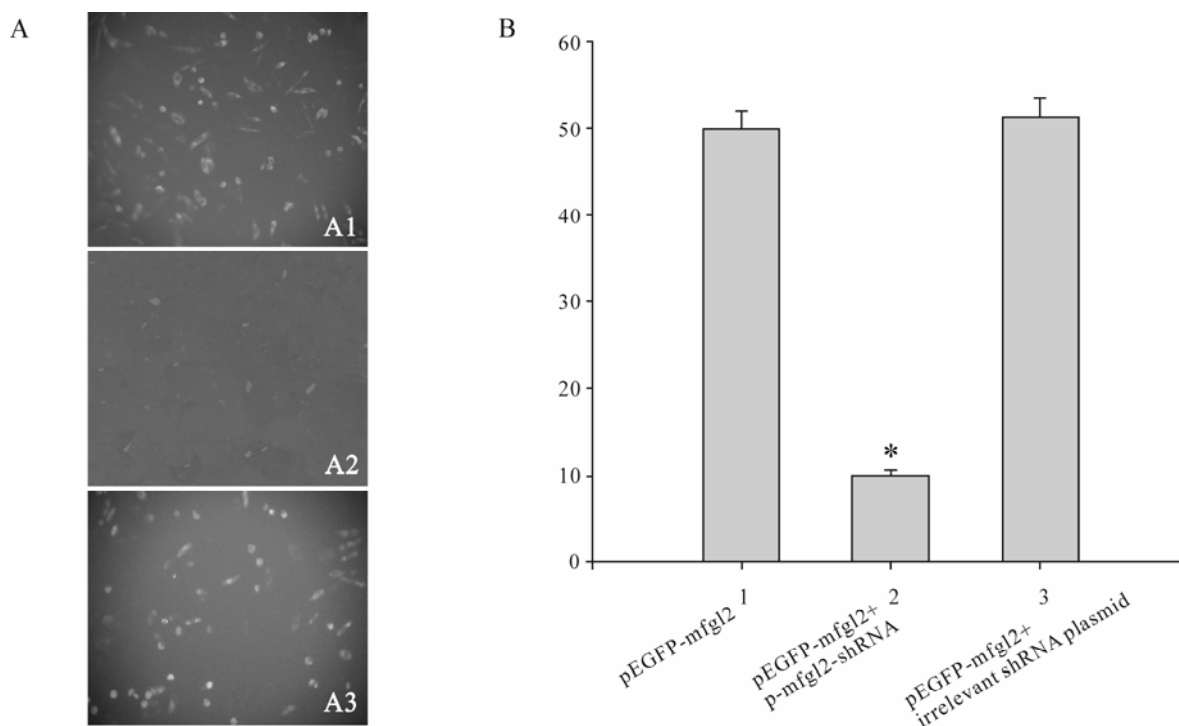 A
A1
A2
A3
B
60
50
40
30
20
10
0
*
1
2
3
pEGFP-mfgl2
pEGFP-mfgl2+
p-mfgl2-shRNA
pEGFP-mfgl2+
irrelevant shRNA plasmid